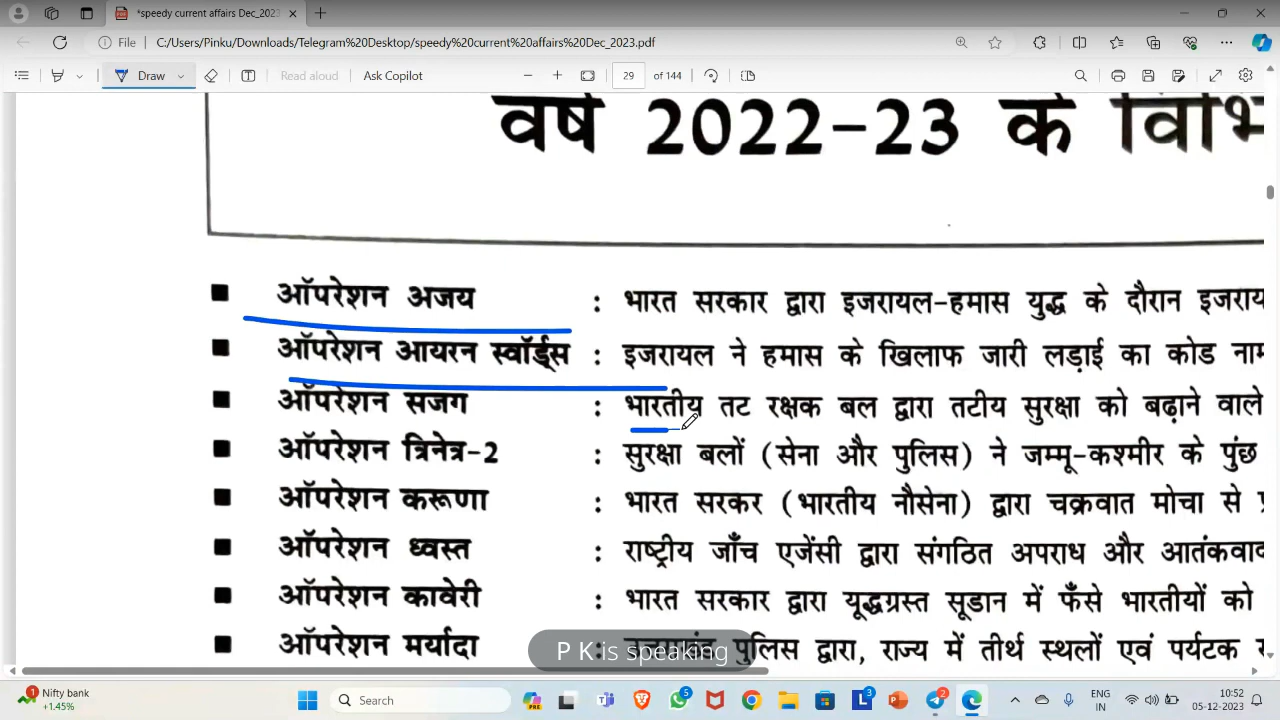 *speedy current affairs Dec_2023
File C:/Users/Pinku/Downloads/Telegram%20Desktop/speedy%20current%20affairs%20Dec_2023.pdf
Draw Read aloud Ask Copilot 29 of 144
वर्ष 2022-23 के
■ ऑपरेशन अजय : भारत सरकार द्वारा इजरायल-हमास युद्ध के दौरान
■ ऑपरेशन आयरन स्वॉर्ड्स : इजरायल ने हमास के खिलाफ जारी लड़ाई का कोड
■ ऑपरेशन सजग : भारतीय तट रक्षक बल द्वारा तटीय सुरक्षा को बढ़ाने वाले
■ ऑपरेशन त्रिनेत्र-2 : सुरक्षा बलों (सेना और पुलिस) ने जम्मू-कश्मीर के पुंछ
■ ऑपरेशन करूणा : भारत सरकर (भारतीय नौसेना) द्वारा चक्रवात मोचा से
■ ऑपरेशन ध्वस्त : राष्ट्रीय जाँच एजेंसी द्वारा संगठित अपराध और
■ ऑपरेशन कावेरी : भारत सरकार द्वारा यूद्धग्रस्त सूडान में फँसे भारतीयों को
■ ऑपरेशन मर्यादा : पुलिस द्वारा, राज्य में तीर्थ स्थलों एवं पर्यटक
P K is speaking
Nifty bank
+1.45%
Search
ENG
IN
10:52
05-12-2023